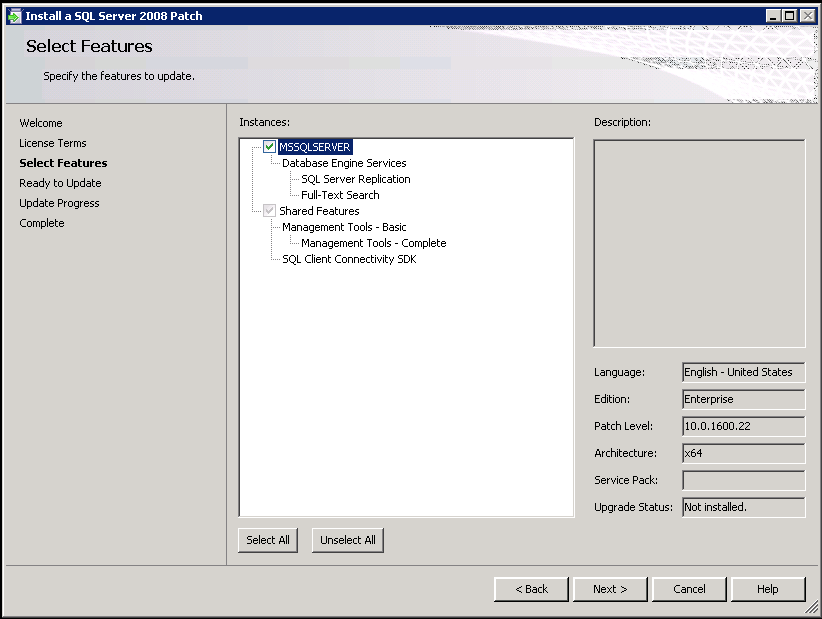 Install a SQL Server 2008 Patch
Select Features
Specify the features to update.
Welcome
License Terms
Select Features
Ready to Update
Update Progress
Complete
Instances:
MSSQLSERVER
Database Engine Services
SQL Server Replication
Full-Text Search
Shared Features
Management Tools - Basic
Management Tools - Complete
SQL Client Connectivity SDK
Select All
Unselect All
Description:
Language: English - United States
Edition: Enterprise
Patch Level: 10.0.1600.22
Architecture: x64
Service Pack:
Upgrade Status: Not installed.
< Back
Next >
Cancel
Help